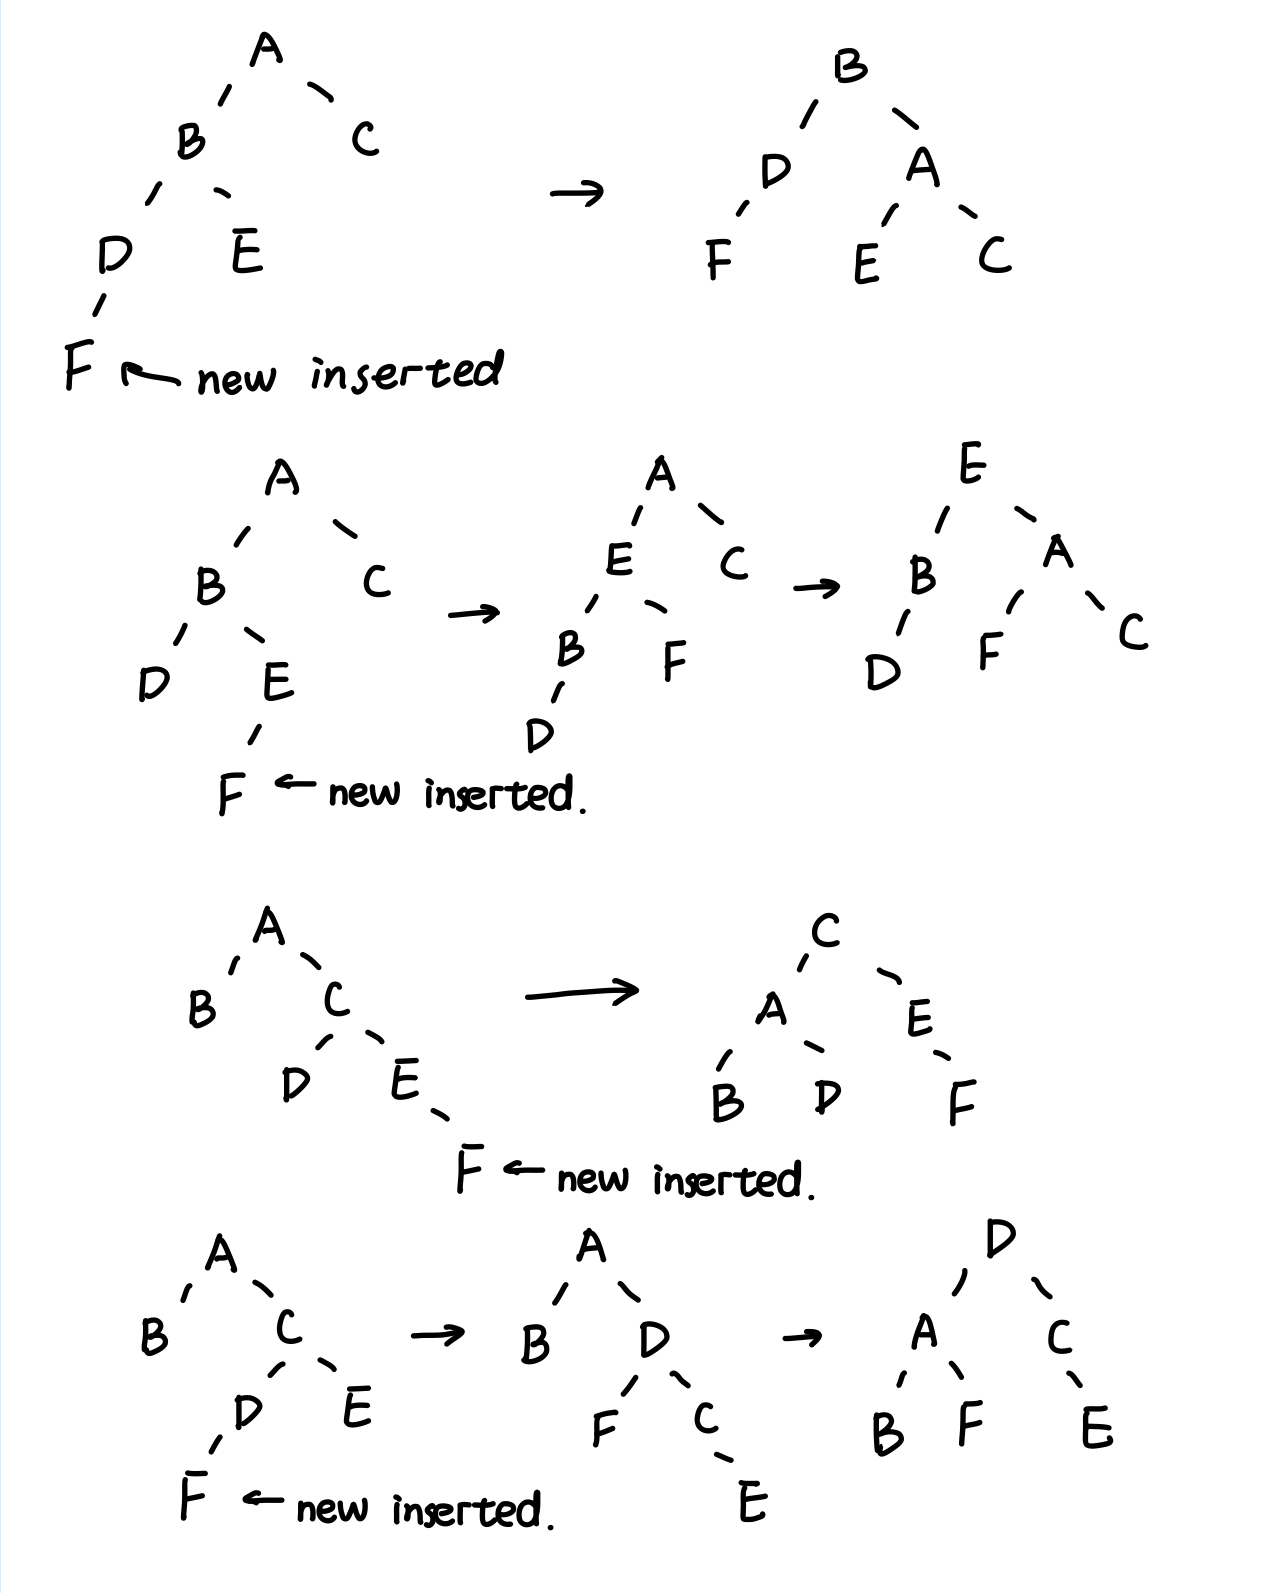 A B
B C D A
D E F E C
F ← new inserted
→
A A E
B C E C B A
D E B F D F C
F D
← new inserted.
→ →
A C
B C A E
D E B D F
F ← new inserted.
→
A A D
B C B D A C
D E F C B F E
F ← new inserted. E
→ →